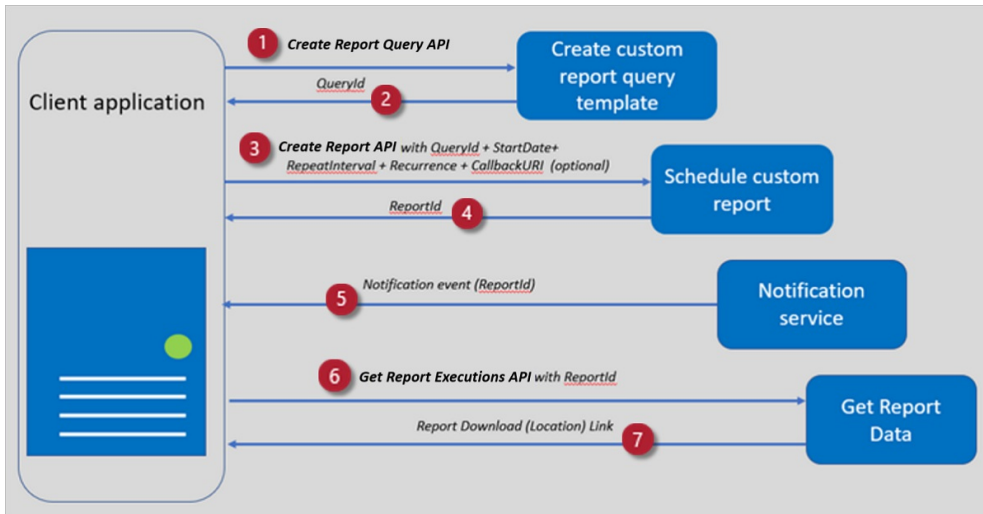 1 Create Report Query API
Create custom
report query
template
QueryId
2
Client application
3 Create Report API with QueryId + StartDate+
RepeatInterval + Recurrence + CallbackURI (optional)
Schedule custom
report
ReportId 4
Notification event (ReportId)
5
Notification
service
6 Get Report Executions API with ReportId
Get Report
Data
Report Download (Location) Link 7